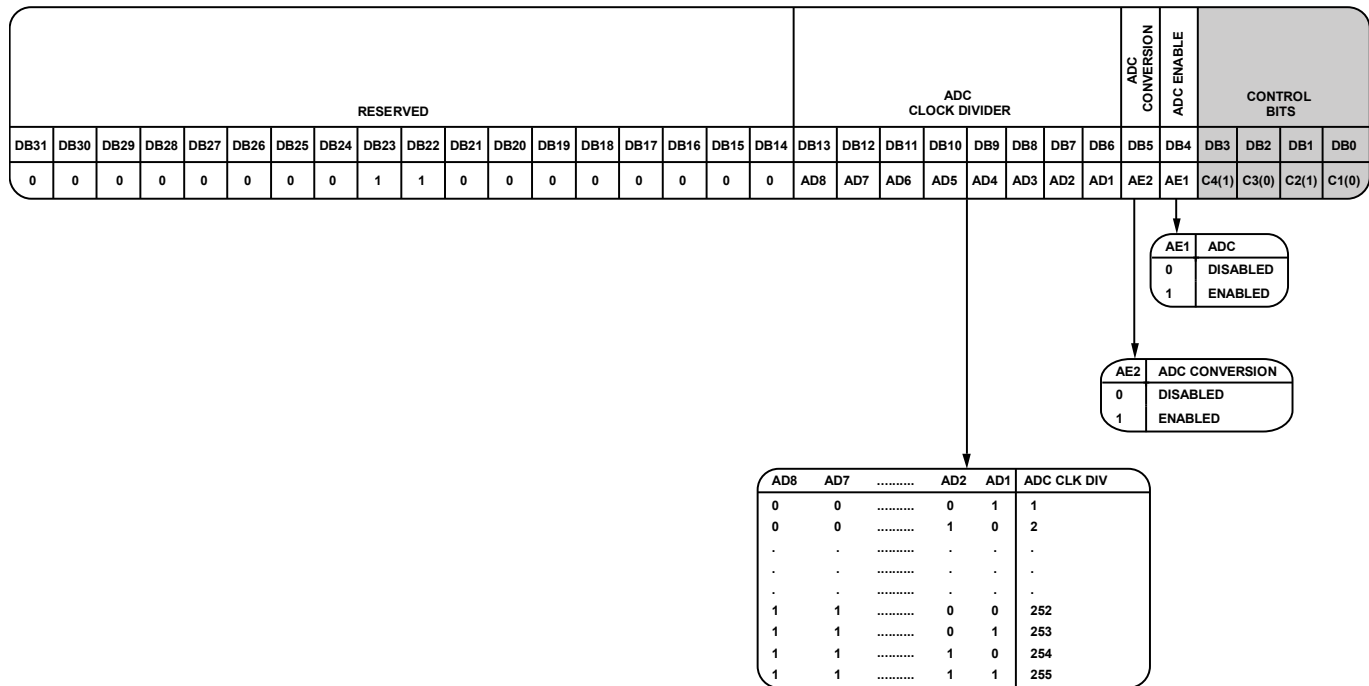 RESERVED
ADC
CLOCK DIVIDER
ADC
CONVERSION
ADC ENABLE
CONTROL
BITS
DB31 DB30 DB29 DB28 DB27 DB26 DB25 DB24 DB23 DB22 DB21 DB20 DB19 DB18 DB17 DB16 DB15 DB14 DB13 DB12 DB11 DB10 DB9 DB8 DB7 DB6 DB5 DB4 DB3 DB2 DB1 DB0
0 0 0 0 0 0 0 0 1 1 0 0 0 0 0 0 0 0 AD8 AD7 AD6 AD5 AD4 AD3 AD2 AD1 AE2 AE1 C4(1) C3(0) C2(1) C1(0)
AE1 ADC
0 DISABLED
1 ENABLED
AE2 ADC CONVERSION
0 DISABLED
1 ENABLED
AD8 AD7 .......... AD2 AD1 ADC CLK DIV
0 0 .......... 0 1 1
0 0 .......... 1 0 2
. . .......... . . .
. . .......... . . .
. . .......... . . .
1 1 .......... 0 0 252
1 1 .......... 0 1 253
1 1 .......... 1 0 254
1 1 .......... 1 1 255